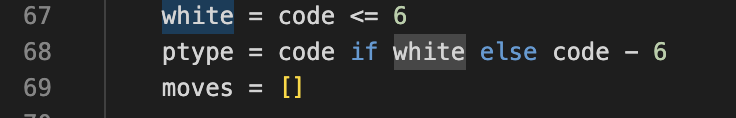 67 white = code <= 6
68 ptype = code if white else code - 6
69 moves = []